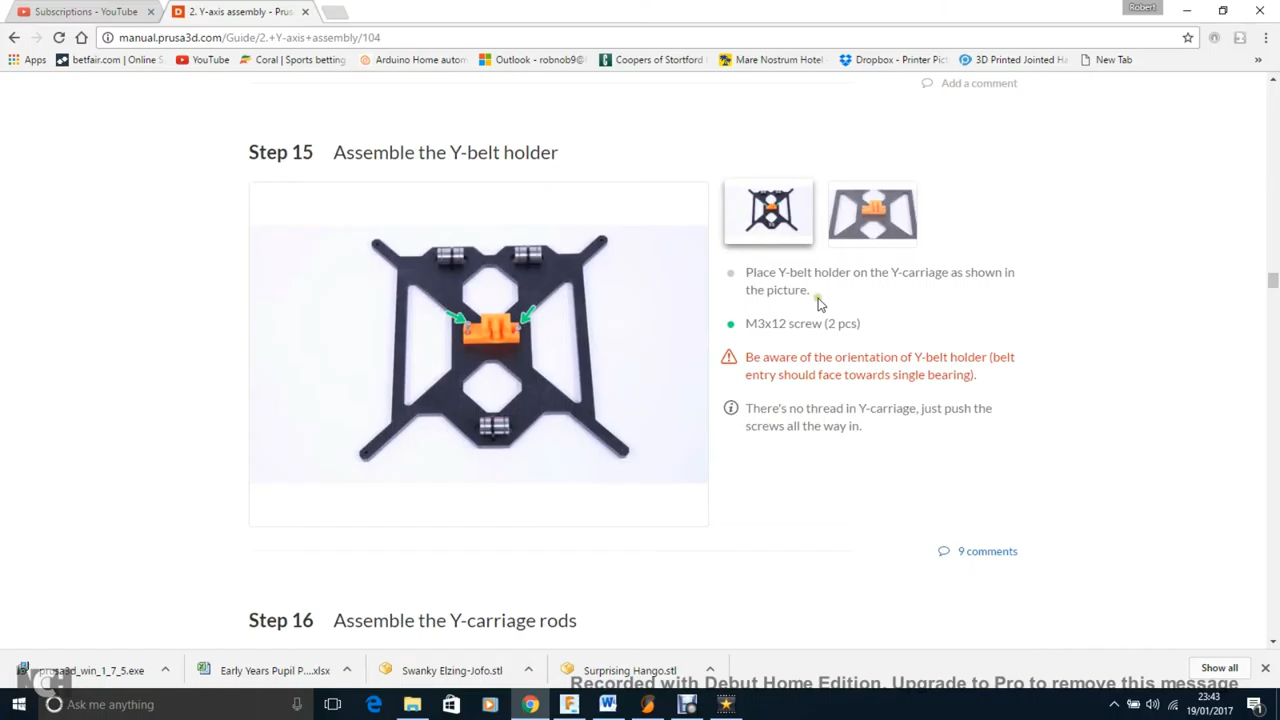 Subscriptions - YouTube
2. Y-axis assembly - Prus
Robert
manual.prusa3d.com/Guide/2.+Y-axis+assembly/104
Apps
betfair.com | Online S
YouTube
Coral | Sports betting
Arduino Home autom
Outlook - robnob9@
Coopers of Stortford
Mare Nostrum Hotel
Dropbox - Printer Pict
3D Printed Jointed Ha
New Tab
»
Add a comment
Step 15 Assemble the Y-belt holder
Place Y-belt holder on the Y-carriage as shown in
the picture.
M3x12 screw (2 pcs)
Be aware of the orientation of Y-belt holder (belt
entry should face towards single bearing).
There's no thread in Y-carriage, just push the
screws all the way in.
9 comments
Step 16 Assemble the Y-carriage rods
prusa3d_win_1_7_5.exe
Early Years Pupil P....xlsx
Swanky Elzing-Jofo.stl
Surprising Hango.stl
Show all
Recorded with Debut Home Edition. Upgrade to Pro to remove this message
Ask me anything
23:43
19/01/2017